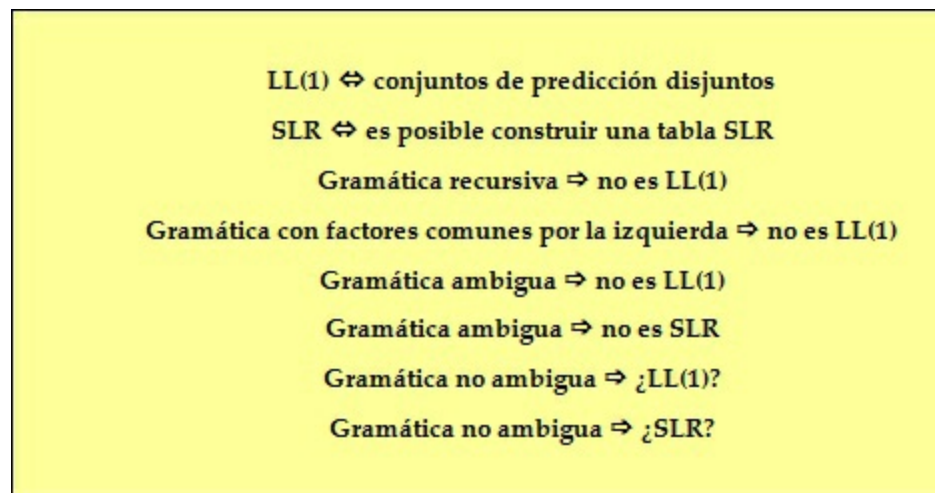 LL(1) ⇔ conjuntos de predicción disjuntos
SLR ⇔ es posible construir una tabla SLR
Gramática recursiva ⇨ no es LL(1)
Gramática con factores comunes por la izquierda ⇨ no es LL(1)
Gramática ambigua ⇨ no es LL(1)
Gramática ambigua ⇨ no es SLR
Gramática no ambigua ⇨ ¿LL(1)?
Gramática no ambigua ⇨ ¿SLR?